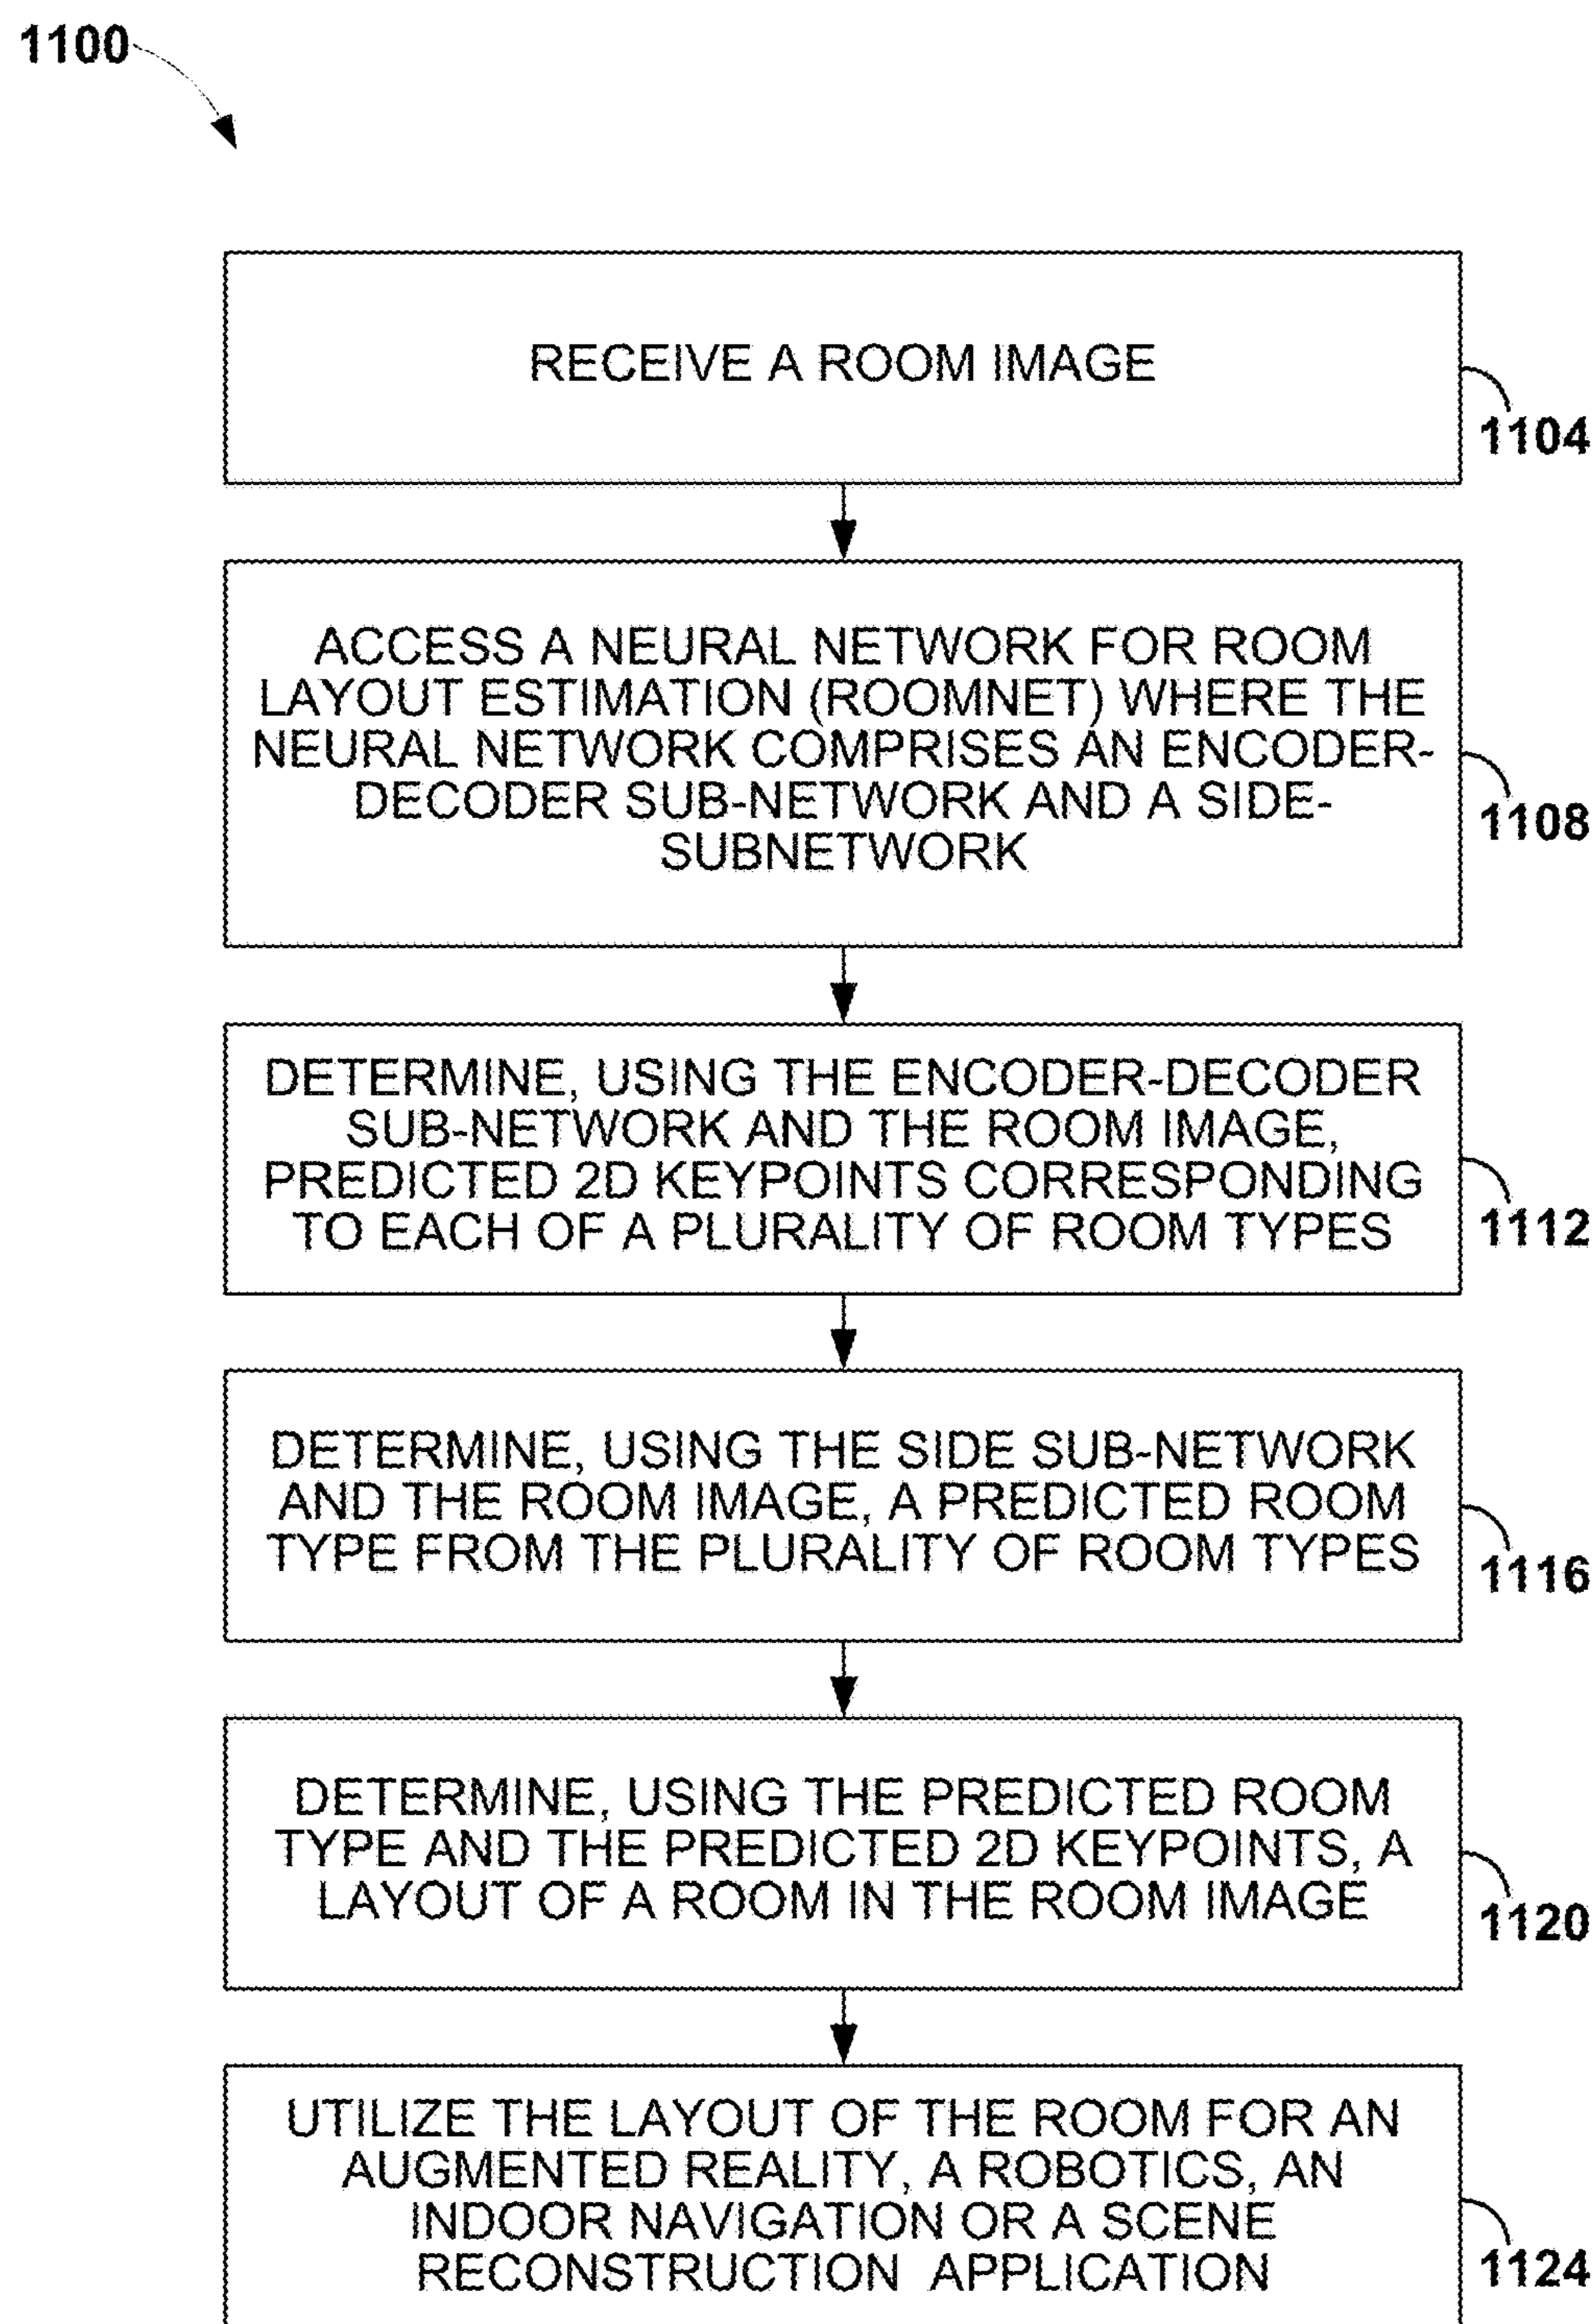 1100
RECEIVE A ROOM IMAGE
1104
ACCESS A NEURAL NETWORK FOR ROOM
LAYOUT ESTIMATION (ROOMNET) WHERE THE
NEURAL NETWORK COMPRISES AN ENCODER-
DECODER SUB-NETWORK AND A SIDE-
SUBNETWORK
1108
DETERMINE, USING THE ENCODER-DECODER
SUB-NETWORK AND THE ROOM IMAGE,
PREDICTED 2D KEYPOINTS CORRESPONDING
TO EACH OF A PLURALITY OF ROOM TYPES
1112
DETERMINE, USING THE SIDE SUB-NETWORK
AND THE ROOM IMAGE, A PREDICTED ROOM
TYPE FROM THE PLURALITY OF ROOM TYPES
1116
DETERMINE, USING THE PREDICTED ROOM
TYPE AND THE PREDICTED 2D KEYPOINTS, A
LAYOUT OF A ROOM IN THE ROOM IMAGE
1120
UTILIZE THE LAYOUT OF THE ROOM FOR AN
AUGMENTED REALITY, A ROBOTICS, AN
INDOOR NAVIGATION OR A SCENE
RECONSTRUCTION APPLICATION
1124